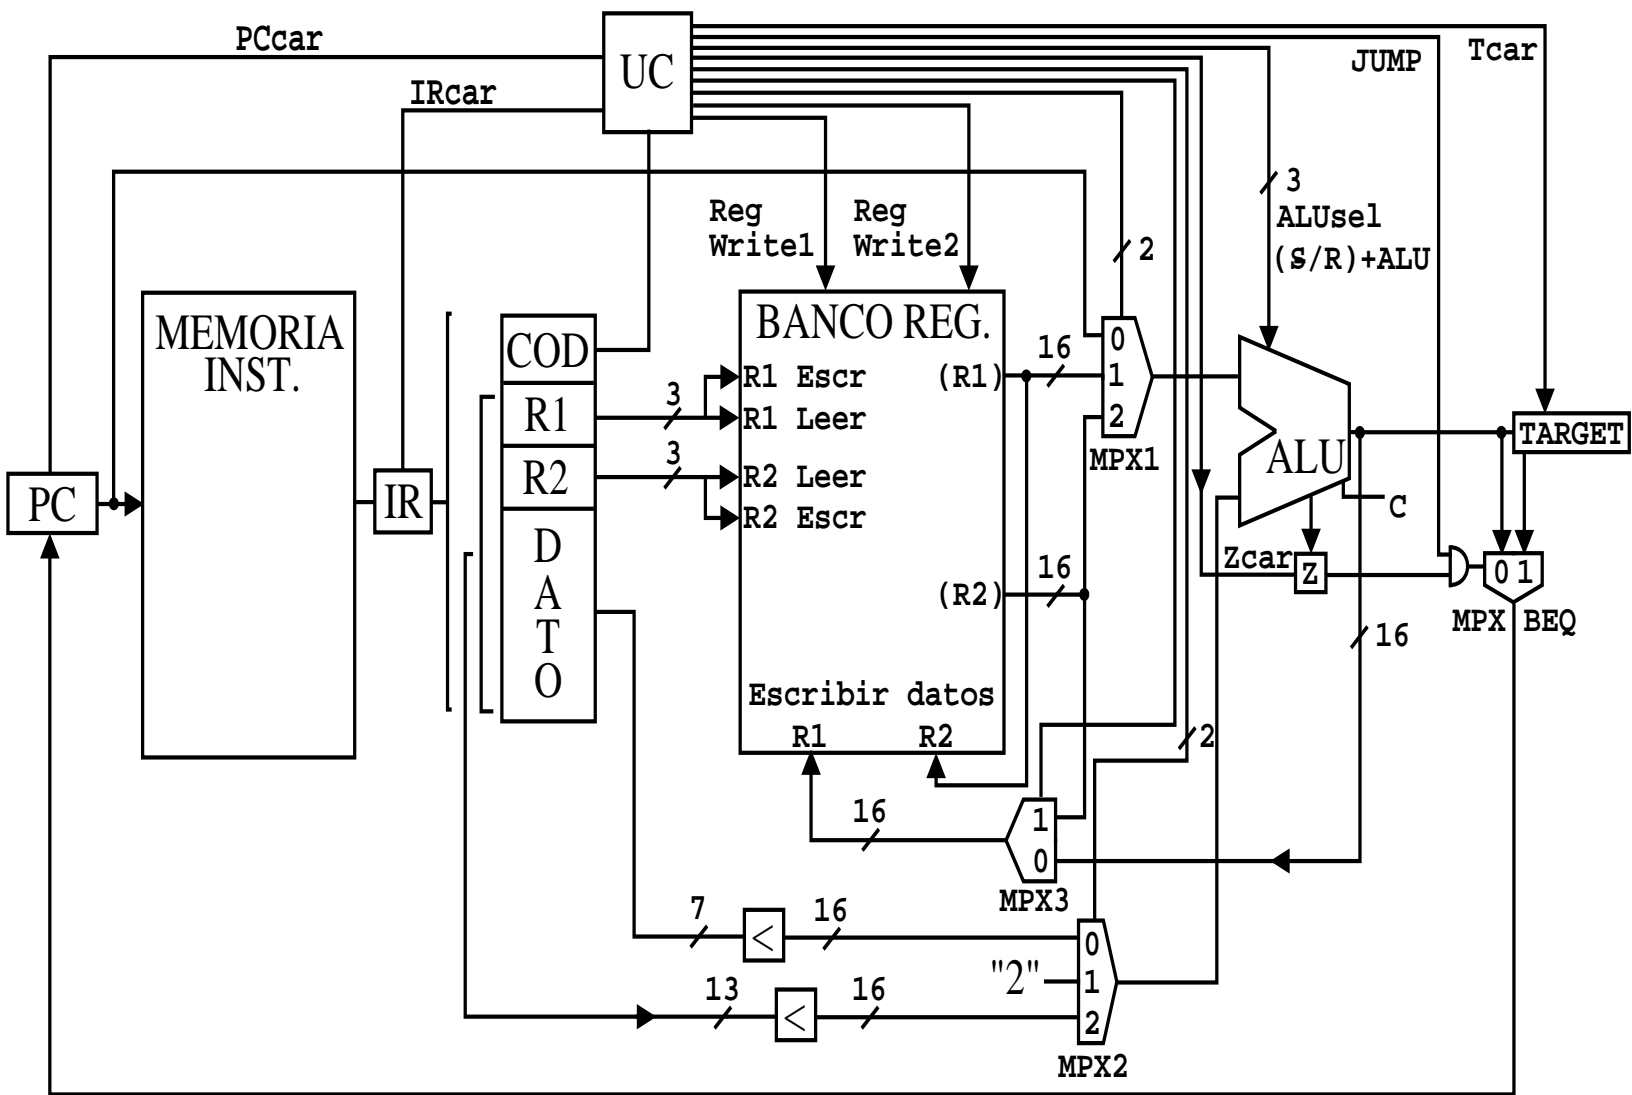 PCcar
UC
JUMP
Tcar
IRcar
3
ALUsel
(S/R)+ALU
Reg
Write1
Reg
Write2
2
MEMORIA
INST.
COD
R1
R2
D
A
T
O
3
3
BANCO REG.
R1 Escr
R1 Leer
R2 Leer
R2 Escr
(R1)
(R2)
16
16
0
1
2
MPX1
ALU
C
TARGET
PC
IR
Zcar
Z
0 1
MPX BEQ
16
Escribir datos
R1
R2
2
16
1
0
MPX3
7
<
16
"2"
13
<
16
0
1
2
MPX2